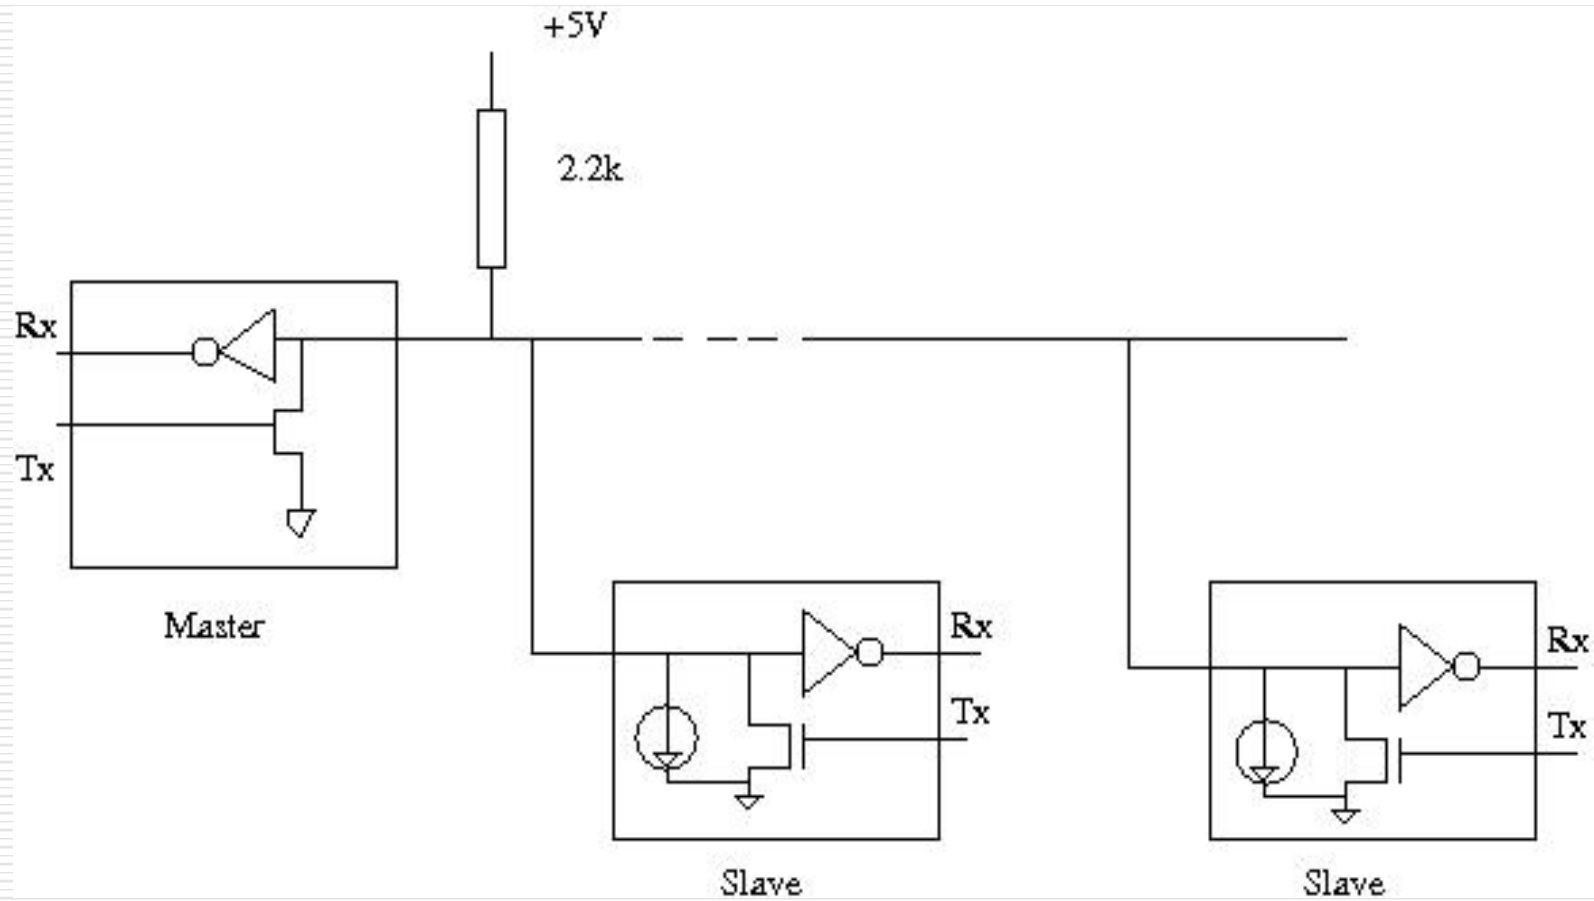 +5V
2.2k
Rx
Tx
Master
Rx
Tx
Slave
Rx
Tx
Slave